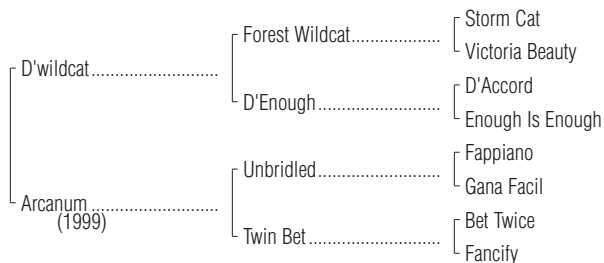 Storm Cat
Forest Wildcat....................
Victoria Beauty
D'wildcat..........................
D'Accord
D'Enough..........................
Enough Is Enough
Fappiano
Unbridled..........................
Gana Facil
Arcanum..........................
(1999)
Bet Twice
Twin Bet............................
Fancify